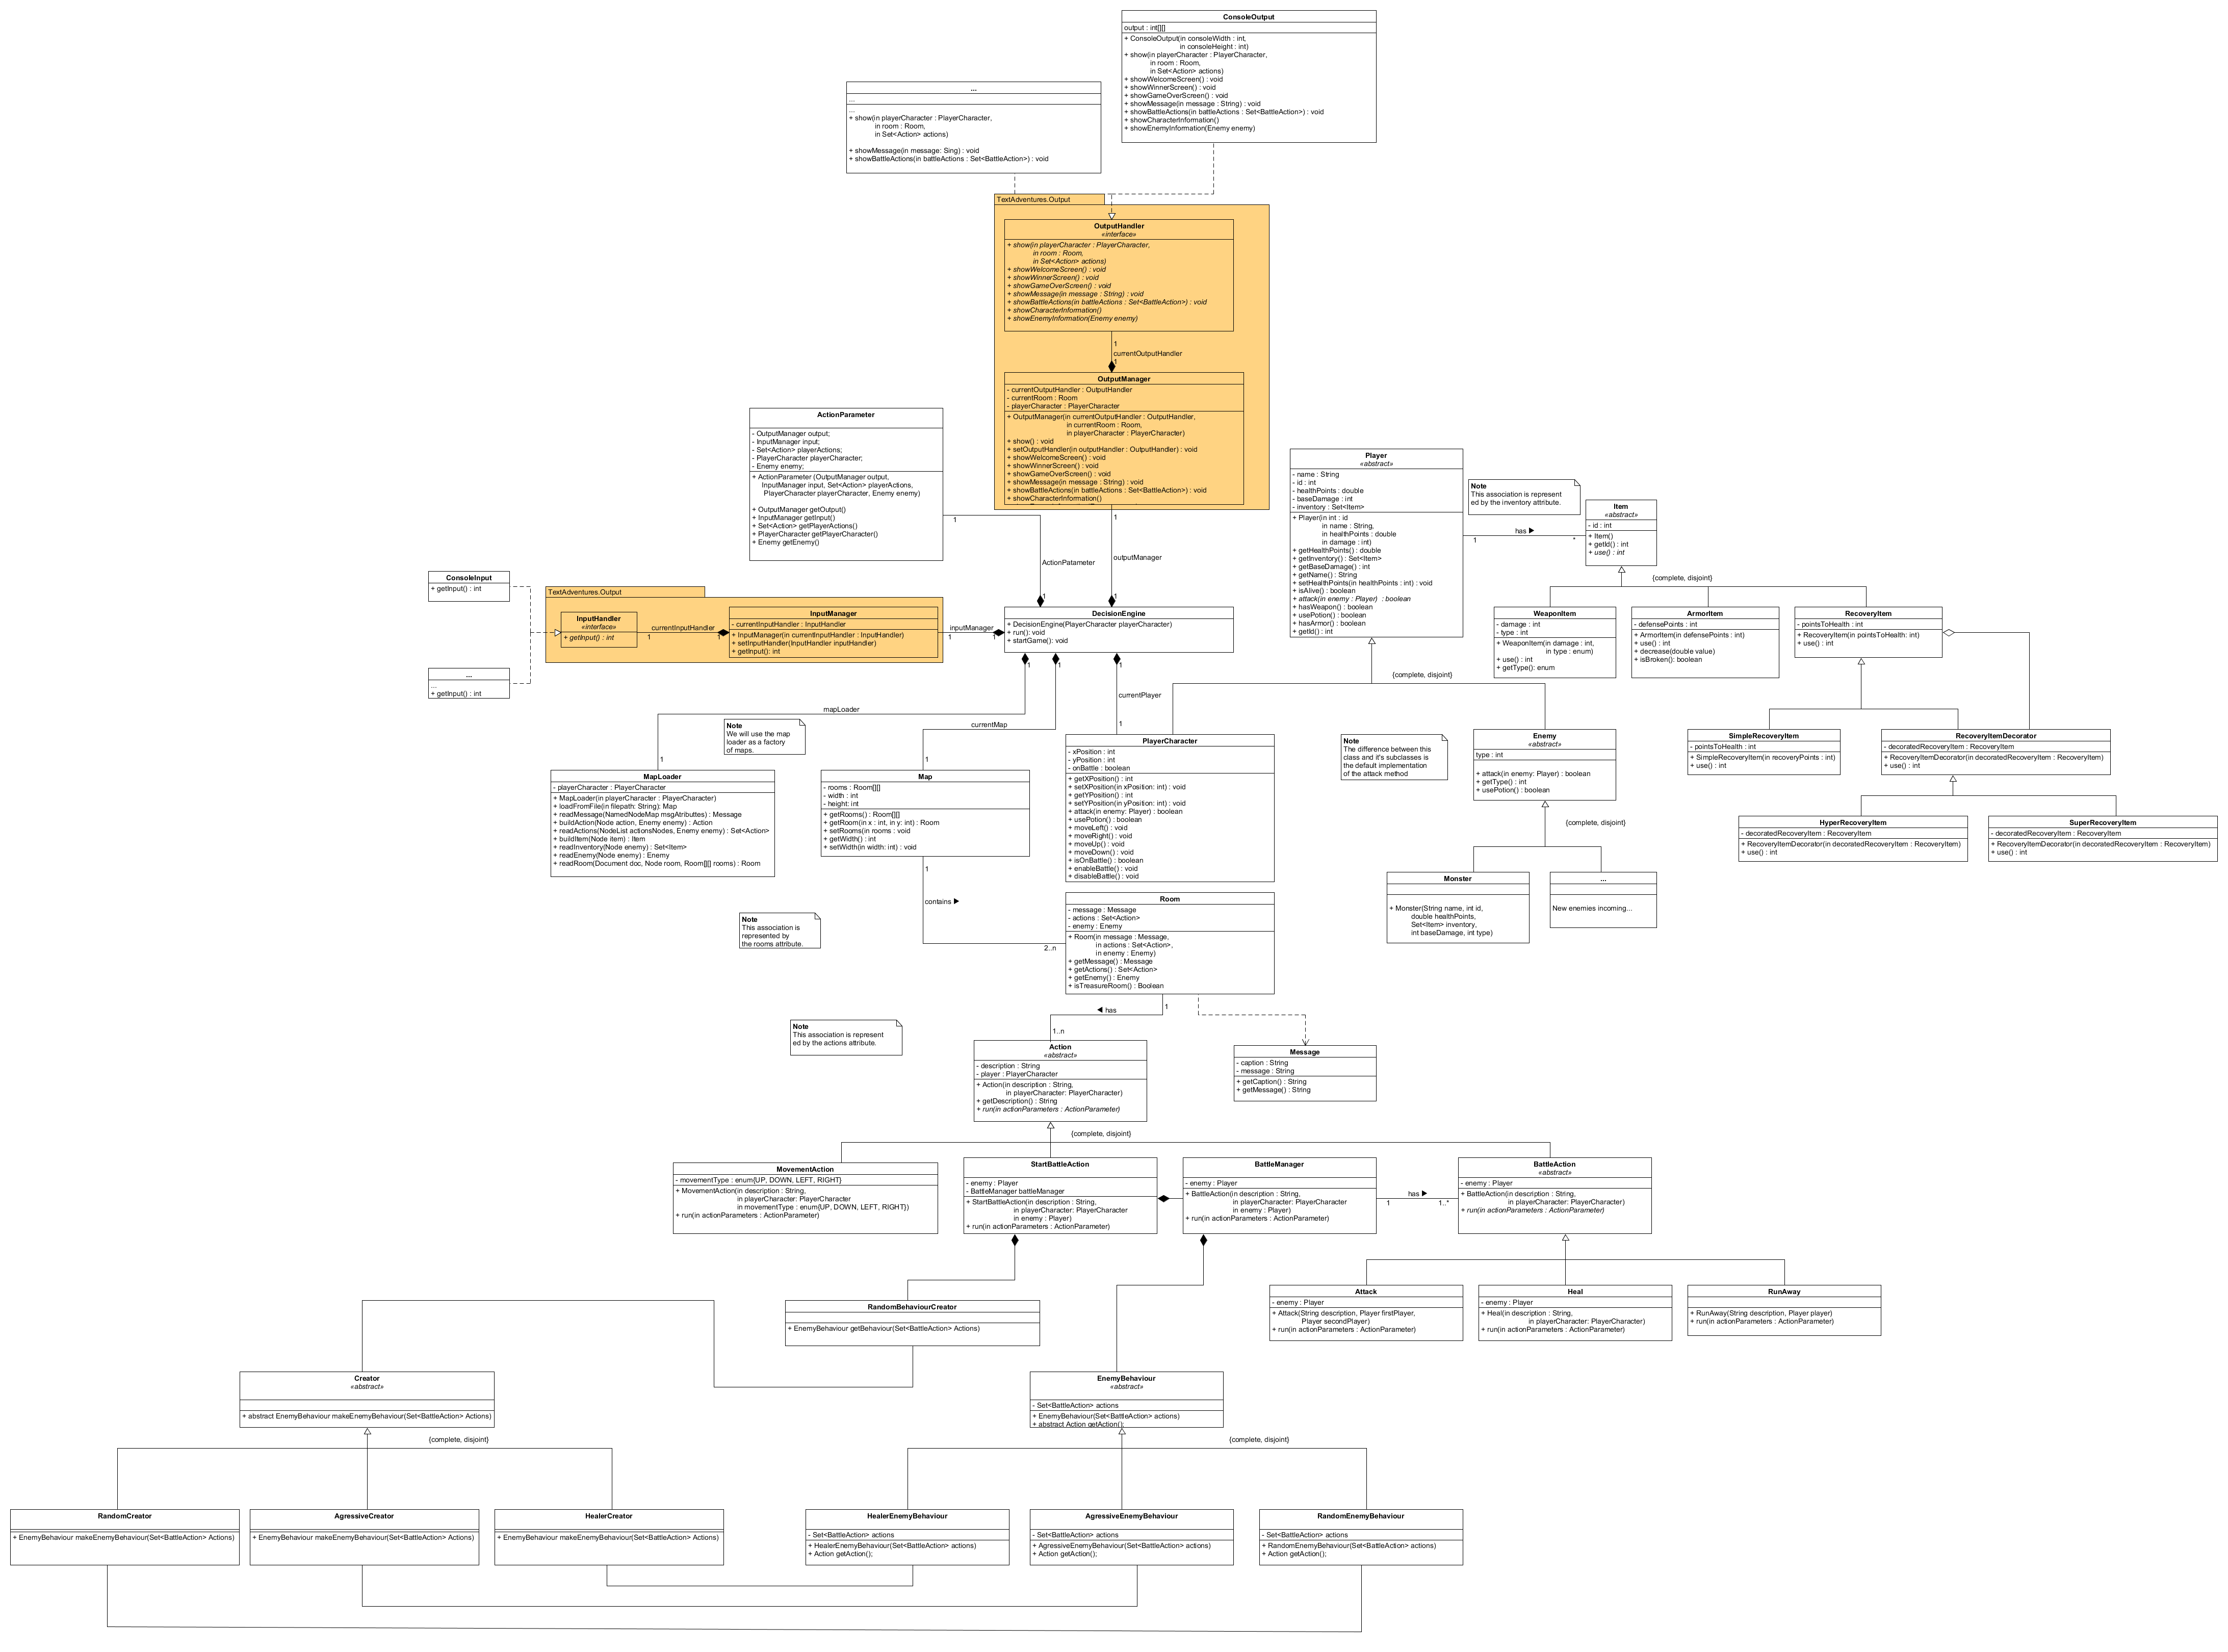 ConsoleOutput
output : int[][]
+ ConsoleOutput(in consoleWidth : int,
in consoleHeight : int)
+ show(in playerCharacter : PlayerCharacter,
in room : Room,
in Set<Action> actions)
+ showWelcomeScreen() : void
+ showWinnerScreen() : void
+ showGameOverScreen() : void
+ showMessage(in message : String) : void
+ showBattleActions(in battleActions : Set<BattleAction>) : void
+ showCharacterInformation()
+ showEnemyInformation(Enemy enemy)
...
...
...
+ show(in playerCharacter : PlayerCharacter,
in room : Room,
in Set<Action> actions)
+ showMessage(in message: Sing) : void
+ showBattleActions(in battleActions : Set<BattleAction>) : void
TextAdventures.Output
OutputHandler
«interface»
+ show(in playerCharacter : PlayerCharacter,
in room : Room,
in Set<Action> actions)
+ showWelcomeScreen() : void
+ showWinnerScreen() : void
+ showGameOverScreen() : void
+ showMessage(in message : String) : void
+ showBattleActions(in battleActions : Set<BattleAction>) : void
+ showCharacterInformation()
+ showEnemyInformation(Enemy enemy)
1
currentOutputHandler
1
OutputManager
- currentOutputHandler : OutputHandler
- currentRoom : Room
- playerCharacter : PlayerCharacter
+ OutputManager(in currentOutputHandler : OutputHandler,
in currentRoom : Room,
in playerCharacter : PlayerCharacter)
+ show() : void
+ setOutputHandler(in outputHandler : OutputHandler) : void
+ showWelcomeScreen() : void
+ showWinnerScreen() : void
+ showGameOverScreen() : void
+ showMessage(in message : String) : void
+ showBattleActions(in battleActions : Set<BattleAction>) : void
+ showCharacterInformation()
ActionParameter
- OutputManager output;
- InputManager input;
- Set<Action> playerActions;
- PlayerCharacter playerCharacter;
- Enemy enemy;
+ ActionParameter (OutputManager output,
InputManager input, Set<Action> playerActions,
PlayerCharacter playerCharacter, Enemy enemy)
+ OutputManager getOutput()
+ InputManager getInput()
+ Set<Action> getPlayerActions()
+ PlayerCharacter getPlayerCharacter()
+ Enemy getEnemy()
1
ActionPatameter
1
1
outputManager
1
Player
«abstract»
- name : String
- id : int
- healthPoints : double
- baseDamage : int
- inventory : Set<Item>
+ Player(in int : id
in name : String,
in healthPoints : double
in damage : int)
+ getHealthPoints() : double
+ getInventory() : Set<Item>
+ getBaseDamage() : int
+ getName() : String
+ setHealthPoints(in healthPoints : int) : void
+ isAlive() : boolean
+ attack(in enemy : Player) : boolean
+ hasWeapon() : boolean
+ usePotion() : boolean
+ hasArmor() : boolean
+ getId() : int
Note
This association is represent
ed by the inventory attribute.
has ▶
1
*
Item
«abstract»
- id : int
+ Item()
+ getId() : int
+ use() : int
{complete, disjoint}
ConsoleInput
+ getInput() : int
...
...
+ getInput() : int
TextAdventures.Output
InputHandler
«interface»
+ getInput() : int
currentInputHandler
1
1
InputManager
- currentInputHandler : InputHandler
+ InputManager(in currentInputHandler : InputHandler)
+ setInputHandler(InputHandler inputHandler)
+ getInput(): int
inputManager
1
1
DecisionEngine
+ DecisionEngine(PlayerCharacter playerCharacter)
+ run(): void
+ startGame(): void
1
1
1
WeaponItem
- damage : int
- type : int
+ WeaponItem(in damage : int,
in type : enum)
+ use() : int
+ getType(): enum
ArmorItem
- defensePoints : int
+ ArmorItem(in defensePoints : int)
+ use() : int
+ decrease(double value)
+ isBroken(): boolean
RecoveryItem
- pointsToHealth : int
+ RecoveryItem(in pointsToHealth: int)
+ use() : int
{complete, disjoint}
mapLoader
1
Note
We will use the map
loader as a factory
of maps.
currentMap
1
currentPlayer
1
MapLoader
- playerCharacter : PlayerCharacter
+ MapLoader(in playerCharacter : PlayerCharacter)
+ loadFromFile(in filepath: String): Map
+ readMessage(NamedNodeMap msgAtributtes) : Message
+ buildAction(Node action, Enemy enemy) : Action
+ readActions(NodeList actionsNodes, Enemy enemy) : Set<Action>
+ buildItem(Node item) : Item
+ readInventory(Node enemy) : Set<Item>
+ readEnemy(Node enemy) : Enemy
+ readRoom(Document doc, Node room, Room[][] rooms) : Room
Map
- rooms : Room[][]
- width : int
- height: int
+ getRooms() : Room[][]
+ getRoom(in x : int, in y: int) : Room
+ setRooms(in rooms : void
+ getWidth() : int
+ setWidth(in width: int) : void
PlayerCharacter
- xPosition : int
- yPosition : int
- onBattle : boolean
+ getXPosition() : int
+ setXPosition(in xPosition: int) : void
+ getYPosition() : int
+ setYPosition(in yPosition: int) : void
+ attack(in enemy: Player) : boolean
+ usePotion() : boolean
+ moveLeft() : void
+ moveRight() : void
+ moveUp() : void
+ moveDown() : void
+ isOnBattle() : boolean
+ enableBattle() : void
+ disableBattle() : void
Note
The difference between this
class and it's subclasses is
the default implementation
of the attack method
Enemy
«abstract»
type : int
+ attack(in enemy: Player) : boolean
+ getType() : int
+ usePotion() : boolean
{complete, disjoint}
SimpleRecoveryItem
- pointsToHealth : int
+ SimpleRecoveryItem(in recoveryPoints : int)
+ use() : int
RecoveryItemDecorator
- decoratedRecoveryItem : RecoveryItem
+ RecoveryItemDecorator(in decoratedRecoveryItem : RecoveryItem)
+ use() : int
HyperRecoveryItem
- decoratedRecoveryItem : RecoveryItem
+ RecoveryItemDecorator(in decoratedRecoveryItem : RecoveryItem)
+ use() : int
SuperRecoveryItem
- decoratedRecoveryItem : RecoveryItem
+ RecoveryItemDecorator(in decoratedRecoveryItem : RecoveryItem)
+ use() : int
Monster
+ Monster(String name, int id,
double healthPoints,
Set<Item> inventory,
int baseDamage, int type)
...
New enemies incoming...
1
contains ▶
2..n
Note
This association is
represented by
the rooms attribute.
Room
- message : Message
- actions : Set<Action>
- enemy : Enemy
+ Room(in message : Message,
in actions : Set<Action>,
in enemy : Enemy)
+ getMessage() : Message
+ getActions() : Set<Action>
+ getEnemy() : Enemy
+ isTreasureRoom() : Boolean
1
◀ has
1..n
Note
This association is represent
ed by the actions attribute.
Action
«abstract»
- description : String
- player : PlayerCharacter
+ Action(in description : String,
in playerCharacter: PlayerCharacter)
+ getDescription() : String
+ run(in actionParameters : ActionParameter)
Message
- caption : String
- message : String
+ getCaption() : String
+ getMessage() : String
{complete, disjoint}
MovementAction
- movementType : enum{UP, DOWN, LEFT, RIGHT}
+ MovementAction(in description : String,
in playerCharacter: PlayerCharacter
in movementType : enum{UP, DOWN, LEFT, RIGHT})
+ run(in actionParameters : ActionParameter)
StartBattleAction
- enemy : Player
- BattleManager battleManager
+ StartBattleAction(in description : String,
in playerCharacter: PlayerCharacter
in enemy : Player)
+ run(in actionParameters : ActionParameter)
BattleManager
- enemy : Player
+ BattleAction(in description : String,
in playerCharacter: PlayerCharacter
in enemy : Player)
+ run(in actionParameters : ActionParameter)
has ▶
1
1..*
BattleAction
«abstract»
- enemy : Player
+ BattleAction(in description : String,
in playerCharacter: PlayerCharacter)
+ run(in actionParameters : ActionParameter)
Attack
- enemy : Player
+ Attack(String description, Player firstPlayer,
Player secondPlayer)
+ run(in actionParameters : ActionParameter)
Heal
- enemy : Player
+ Heal(in description : String,
in playerCharacter: PlayerCharacter)
+ run(in actionParameters : ActionParameter)
RunAway
+ RunAway(String description, Player player)
+ run(in actionParameters : ActionParameter)
RandomBehaviourCreator
+ EnemyBehaviour getBehaviour(Set<BattleAction> Actions)
Creator
«abstract»
+ abstract EnemyBehaviour makeEnemyBehaviour(Set<BattleAction> Actions)
{complete, disjoint}
EnemyBehaviour
«abstract»
- Set<BattleAction> actions
+ EnemyBehaviour(Set<BattleAction> actions)
+ abstract Action getAction();
{complete, disjoint}
RandomCreator
+ EnemyBehaviour makeEnemyBehaviour(Set<BattleAction> Actions)
AgressiveCreator
+ EnemyBehaviour makeEnemyBehaviour(Set<BattleAction> Actions)
HealerCreator
+ EnemyBehaviour makeEnemyBehaviour(Set<BattleAction> Actions)
HealerEnemyBehaviour
- Set<BattleAction> actions
+ HealerEnemyBehaviour(Set<BattleAction> actions)
+ Action getAction();
AgressiveEnemyBehaviour
- Set<BattleAction> actions
+ AgressiveEnemyBehaviour(Set<BattleAction> actions)
+ Action getAction();
RandomEnemyBehaviour
- Set<BattleAction> actions
+ RandomEnemyBehaviour(Set<BattleAction> actions)
+ Action getAction();